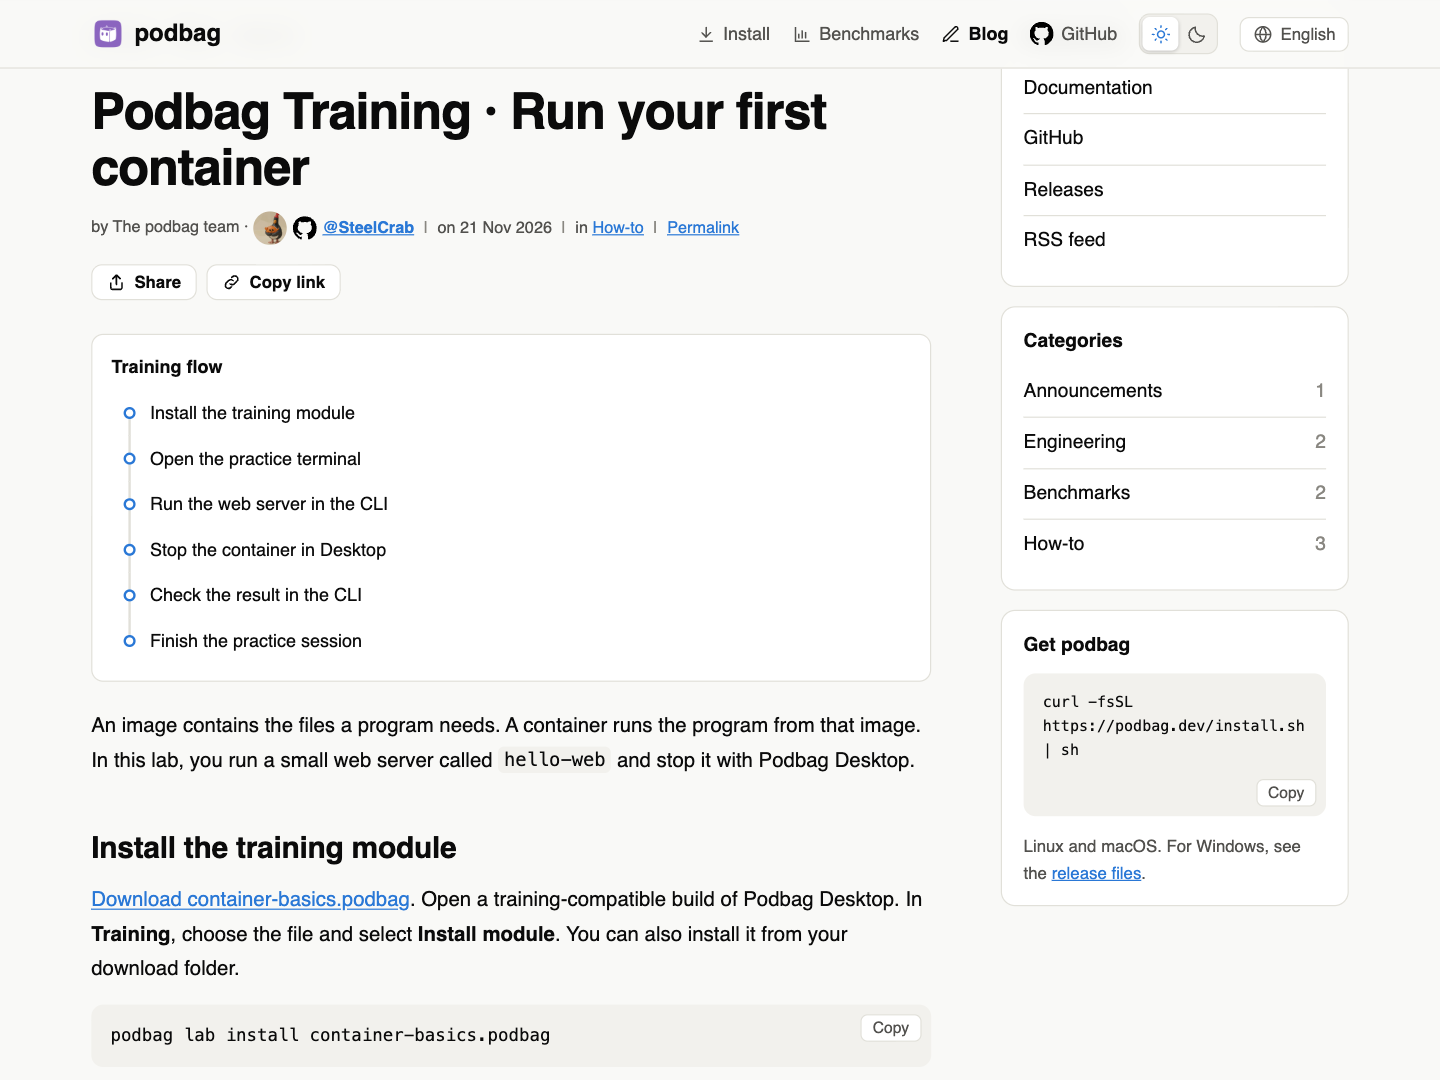 podbag
Install
Benchmarks
Blog
GitHub
English
Podbag Training · Run your first
container
by The podbag team · @SteelCrab | on 21 Nov 2026 | in How-to | Permalink
Share
Copy link
Training flow
Install the training module
Open the practice terminal
Run the web server in the CLI
Stop the container in Desktop
Check the result in the CLI
Finish the practice session
An image contains the files a program needs. A container runs the program from that image.
In this lab, you run a small web server called hello-web and stop it with Podbag Desktop.
Install the training module
Download container-basics.podbag. Open a training-compatible build of Podbag Desktop. In
Training, choose the file and select Install module. You can also install it from your
download folder.
podbag lab install container-basics.podbag
Copy
Documentation
GitHub
Releases
RSS feed
Categories
Announcements 1
Engineering 2
Benchmarks 2
How-to 3
Get podbag
curl -fsSL
https://podbag.dev/install.sh
| sh
Copy
Linux and macOS. For Windows, see
the release files.